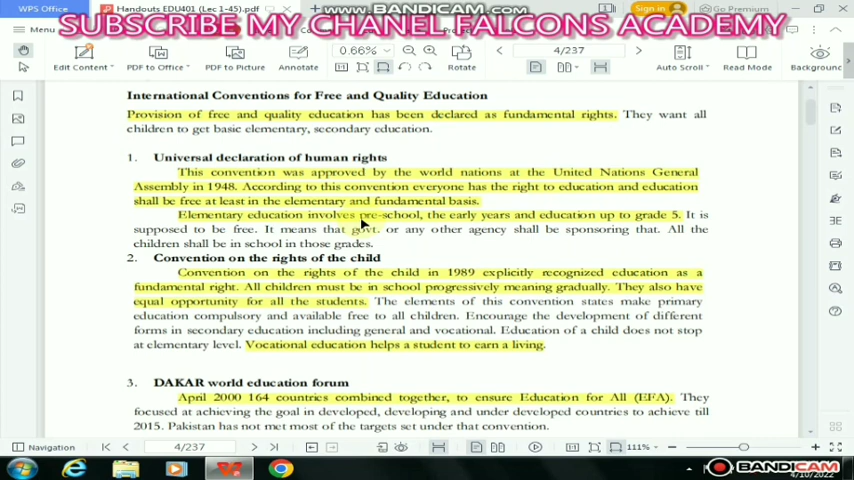 WPS Office
Handouts EDU401 (Lec 1-45).pdf
WWW.BANDICAM.COM
1
Sign in
Go Premium
SUBSCRIBE MY CHANEL FALCONS ACADEMY
Menu
Edit Content
PDF to Office
PDF to Picture
Annotate
0.66%
Rotate
4/237
Auto Scroll
Read Mode
Background
International Conventions for Free and Quality Education
Provision of free and quality education has been declared as fundamental rights. They want all
children to get basic elementary, secondary education.
1. Universal declaration of human rights
This convention was approved by the world nations at the United Nations General
Assembly in 1948. According to this convention everyone has the right to education and education
shall be free at least in the elementary and fundamental basis.
Elementary education involves pre-school, the early years and education up to grade 5. It is
supposed to be free. It means that govt. or any other agency shall be sponsoring that. All the
children shall be in school in those grades.
2. Convention on the rights of the child
Convention on the rights of the child in 1989 explicitly recognized education as a
fundamental right. All children must be in school progressively meaning gradually. They also have
equal opportunity for all the students. The elements of this convention states make primary
education compulsory and available free to all children. Encourage the development of different
forms in secondary education including general and vocational. Education of a child does not stop
at elementary level. Vocational education helps a student to earn a living.
3. DAKAR world education forum
April 2000 164 countries combined together, to ensure Education for All (EFA). They
focused at achieving the goal in developed, developing and under developed countries to achieve till
2015. Pakistan has not met most of the targets set under that convention.
Navigation
4/237
111%
BANDICAM
4/10/2022